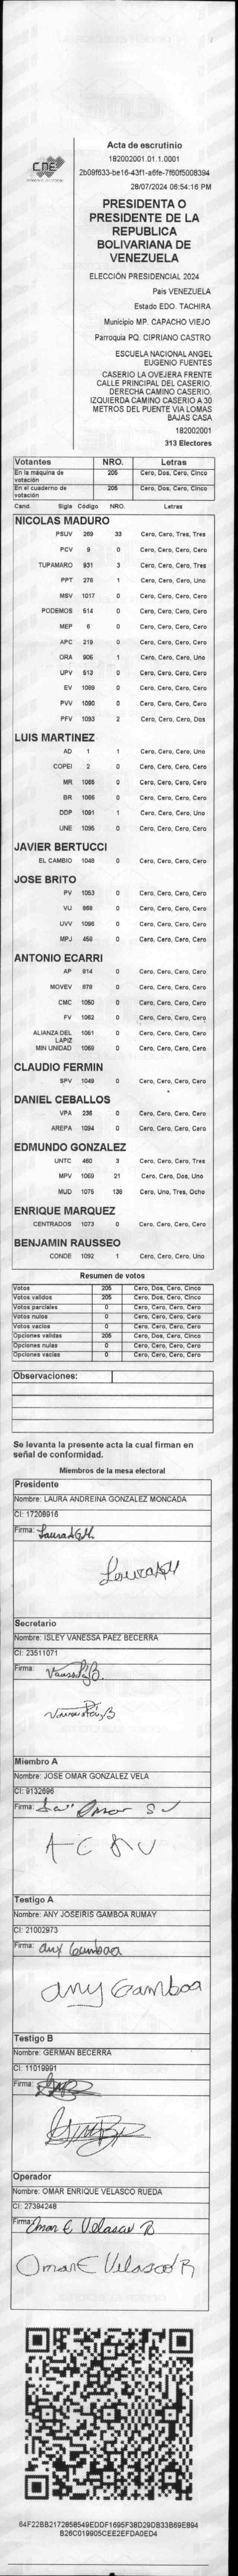 CNE
Acta de escrutinio
182002001.01.1.0001
2b09f633-be16-43f1-a6fe-7f60f5008394
28/07/2024 06:54:16 PM
PRESIDENTA O
PRESIDENTE DE LA
REPUBLICA
BOLIVARIANA DE
VENEZUELA
ELECCIÓN PRESIDENCIAL 2024
Pais VENEZUELA
Estado EDO. TACHIRA
Municipio MP. CAPACHO VIEJO
Parroquia PQ. CIPRIANO CASTRO
ESCUELA NACIONAL ANGEL
EUGENIO FUENTES
CASERIO LA OVEJERA FRENTE
CALLE PRINCIPAL DEL CASERIO.
DERECHA CAMINO CASERIO.
IZQUIERDA CAMINO CASERIO A 30
METROS DEL PUENTE VIA LOMAS
BAJAS CASA
182002001
313 Electores
Votantes NRO. Letras
En la máquina de votación 205 Cero, Dos, Cero, Cinco
En el cuaderno de votación 205 Cero, Dos, Cero, Cinco
Cand. Sigla Código NRO. Letras
NICOLAS MADURO
PSUV 269 33 Cero, Cero, Tres, Tres
PCV 9 0 Cero, Cero, Cero, Cero
TUPAMARO 931 3 Cero, Cero, Cero, Tres
PPT 276 1 Cero, Cero, Cero, Uno
MSV 1017 0 Cero, Cero, Cero, Cero
PODEMOS 514 0 Cero, Cero, Cero, Cero
MEP 6 0 Cero, Cero, Cero, Cero
APC 219 0 Cero, Cero, Cero, Cero
ORA 906 1 Cero, Cero, Cero, Uno
UPV 513 0 Cero, Cero, Cero, Cero
EV 1089 0 Cero, Cero, Cero, Cero
PVV 1090 0 Cero, Cero, Cero, Cero
PFV 1093 2 Cero, Cero, Cero, Dos
LUIS MARTINEZ
AD 1 1 Cero, Cero, Cero, Uno
COPEI 2 0 Cero, Cero, Cero, Cero
MR 1065 0 Cero, Cero, Cero, Cero
BR 1066 0 Cero, Cero, Cero, Cero
DDP 1091 1 Cero, Cero, Cero, Uno
UNE 1095 0 Cero, Cero, Cero, Cero
JAVIER BERTUCCI
EL CAMBIO 1048 0 Cero, Cero, Cero, Cero
JOSE BRITO
PV 1053 0 Cero, Cero, Cero, Cero
VU 868 0 Cero, Cero, Cero, Cero
UVV 1096 0 Cero, Cero, Cero, Cero
MPJ 458 0 Cero, Cero, Cero, Cero
ANTONIO ECARRI
AP 814 0 Cero, Cero, Cero, Cero
MOVEV 878 0 Cero, Cero, Cero, Cero
CMC 1050 0 Cero, Cero, Cero, Cero
FV 1062 0 Cero, Cero, Cero, Cero
ALIANZA DEL LAPIZ 1051 0 Cero, Cero, Cero, Cero
MIN UNIDAD 1069 0 Cero, Cero, Cero, Cero
CLAUDIO FERMIN
SPV 1049 0 Cero, Cero, Cero, Cero
DANIEL CEBALLOS
VPA 236 0 Cero, Cero, Cero, Cero
AREPA 1094 0 Cero, Cero, Cero, Cero
EDMUNDO GONZALEZ
UNTC 460 3 Cero, Cero, Cero, Tres
MPV 1069 21 Cero, Cero, Dos, Uno
MUD 1075 138 Cero, Uno, Tres, Ocho
ENRIQUE MARQUEZ
CENTRADOS 1073 0 Cero, Cero, Cero, Cero
BENJAMIN RAUSSEO
CONDE 1092 1 Cero, Cero, Cero, Uno
Resumen de votos
Votos 205 Cero, Dos, Cero, Cinco
Votos validos 205 Cero, Dos, Cero, Cinco
Votos parciales 0 Cero, Cero, Cero, Cero
Votos nulos 0 Cero, Cero, Cero, Cero
Votos vacios 0 Cero, Cero, Cero, Cero
Opciones validas 205 Cero, Dos, Cero, Cinco
Opciones nulas 0 Cero, Cero, Cero, Cero
Opciones vacias 0 Cero, Cero, Cero, Cero
Observaciones:
Se levanta la presente acta la cual firman en
señal de conformidad.
Miembros de la mesa electoral
Presidente
Nombre: LAURA ANDREINA GONZALEZ MONCADA
CI: 17208916
Firma:
Secretario
Nombre: ISLEY VANESSA PAEZ BECERRA
CI: 23511071
Firma:
Miembro A
Nombre: JOSE OMAR GONZALEZ VELA
CI: 9132696
Firma:
Testigo A
Nombre: ANY JOSEIRIS GAMBOA RUMAY
CI: 21002973
Firma: any Gamboa
any Gamboa
Testigo B
Nombre: GERMAN BECERRA
CI: 11019991
Firma:
Operador
Nombre: OMAR ENRIQUE VELASCO RUEDA
CI: 27394248
Firma: Omar E Velasco R
Omar E Velasco R
64F22BB2172858549EDDF1695F38D29DB33B69E894
B26C019905CEE2EFDA0ED4